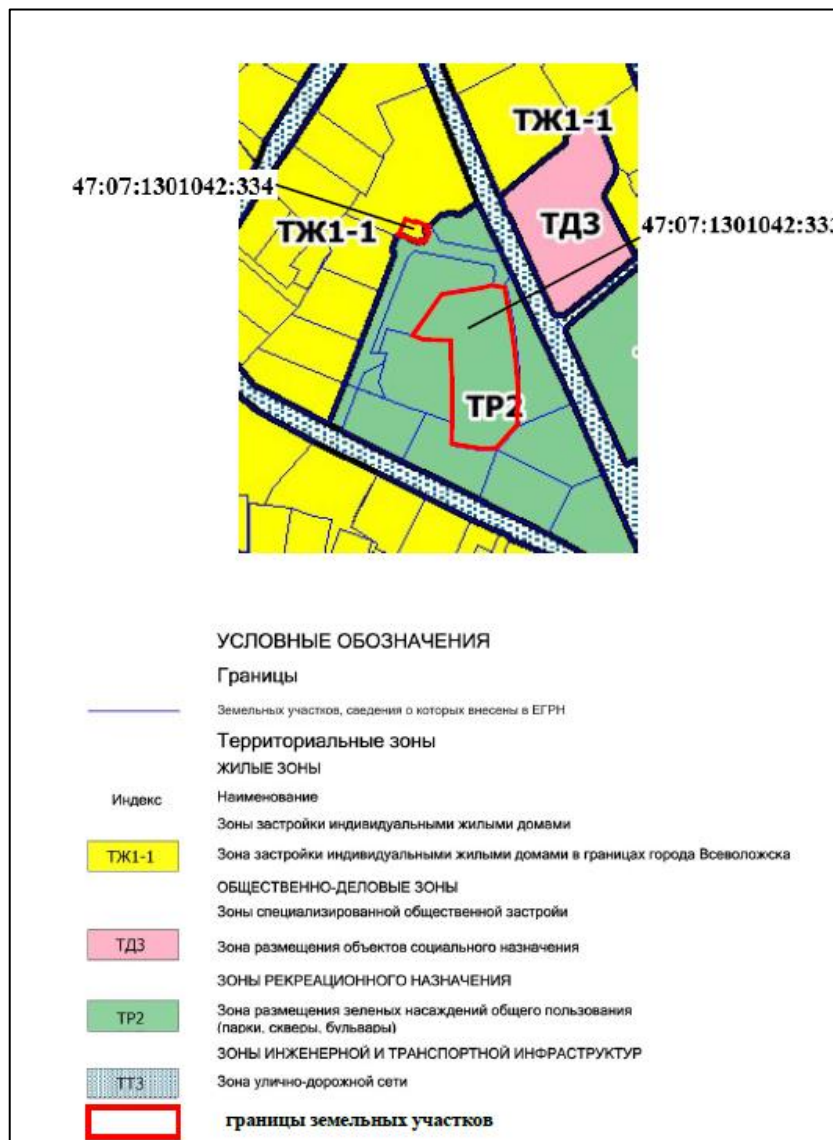 ТЖ1-1
47:07:1301042:334
ТЖ1-1
ТД3
47:07:1301042:333
ТР2
УСЛОВНЫЕ ОБОЗНАЧЕНИЯ
Границы
Земельных участков, сведения о которых внесены в ЕГРН
Территориальные зоны
ЖИЛЫЕ ЗОНЫ
Индекс Наименование
Зоны застройки индивидуальными жилыми домами
ТЖ1-1 Зона застройки индивидуальными жилыми домами в границах города Всеволожска
ОБЩЕСТВЕННО-ДЕЛОВЫЕ ЗОНЫ
Зоны специализированной общественной застройи
ТД3 Зона размещения объектов социального назначения
ЗОНЫ РЕКРЕАЦИОННОГО НАЗНАЧЕНИЯ
ТР2 Зона размещения зеленых насаждений общего пользования
(парки, скверы, бульвары)
ЗОНЫ ИНЖЕНЕРНОЙ И ТРАНСПОРТНОЙ ИНФРАСТРУКТУР
ТТ3 Зона улично-дорожной сети
границы земельных участков